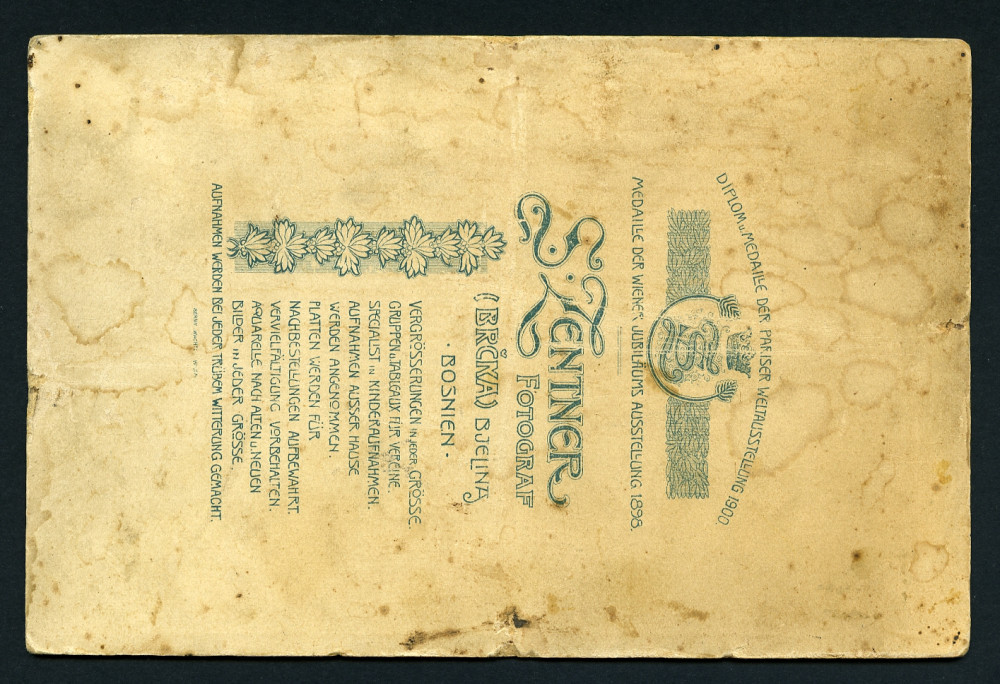 DIPLOM U. MEDAILLE DER PARISER WELTAUSSTELLUNG 1900.
MEDAILLE DER WIENER JUBILÄUMS AUSSTELLUNG 1898.
S. ZENTNER
FOTOGRAF
(BRČKA) BJELINA
· BOSNIEN ·
VERGRÖSSERUNGEN IN JEDER GRÖSSE.
GRUPPEN U. TABLEAUX FÜR VEREINE.
SPECIALIST IN KINDERAUFNAHMEN.
AUFNAHMEN AUSSER HAUSE
WERDEN ANGENOMMEN.
PLATTEN WERDEN FÜR
NACHBESTELLUNGEN AUFBEWAHRT.
VERVIELFÄLTIGUNG VORBEHALTEN.
AQUARELLE NACH ALTEN U. NEUEN
BILDER IN JEDER GRÖSSE.
AUFNAHMEN WERDEN BEI JEDER TRÜBEM WITTERUNG GEMACHT.